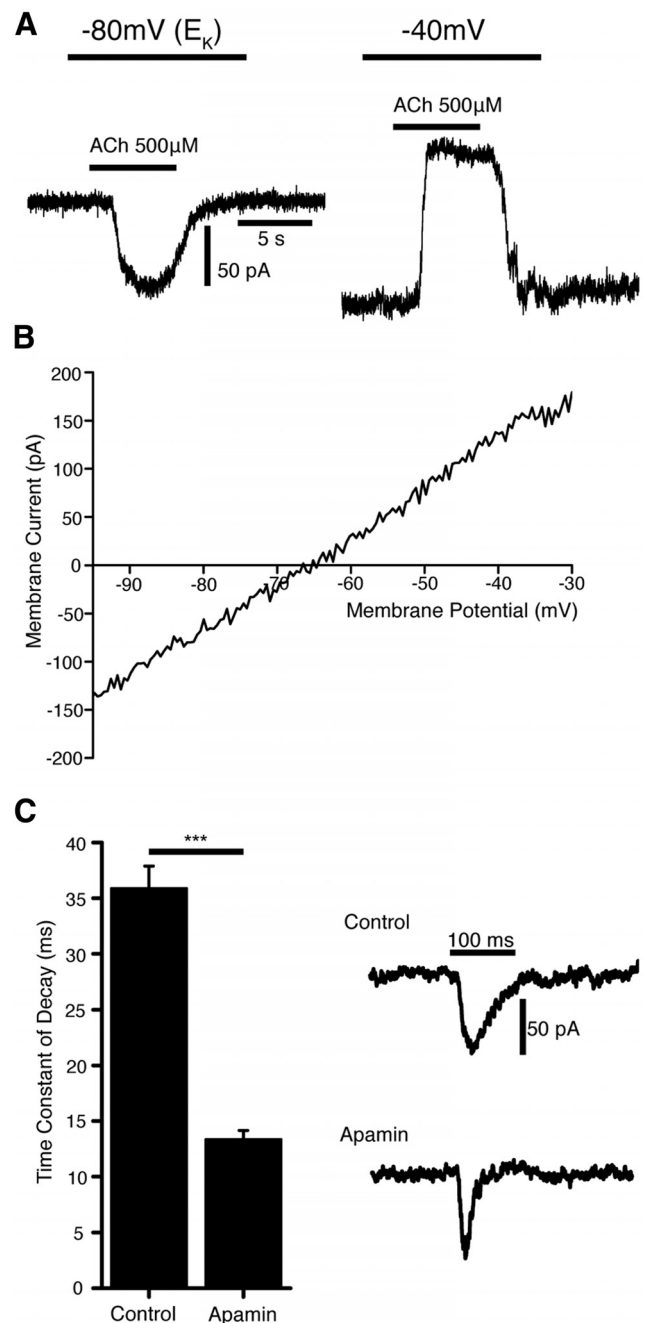 A
-80mV (EK)
-40mV
ACh 500µM
ACh 500µM
5 s
50 pA
B
Membrane Current (pA)
200
150
100
50
0
-50
-100
-150
-200
-90
-80
-70
-60
-50
-40
-30
Membrane Potential (mV)
C
Time Constant of Decay (ms)
40
35
30
25
20
15
10
5
0
***
Control
Apamin
Control
100 ms
50 pA
Apamin